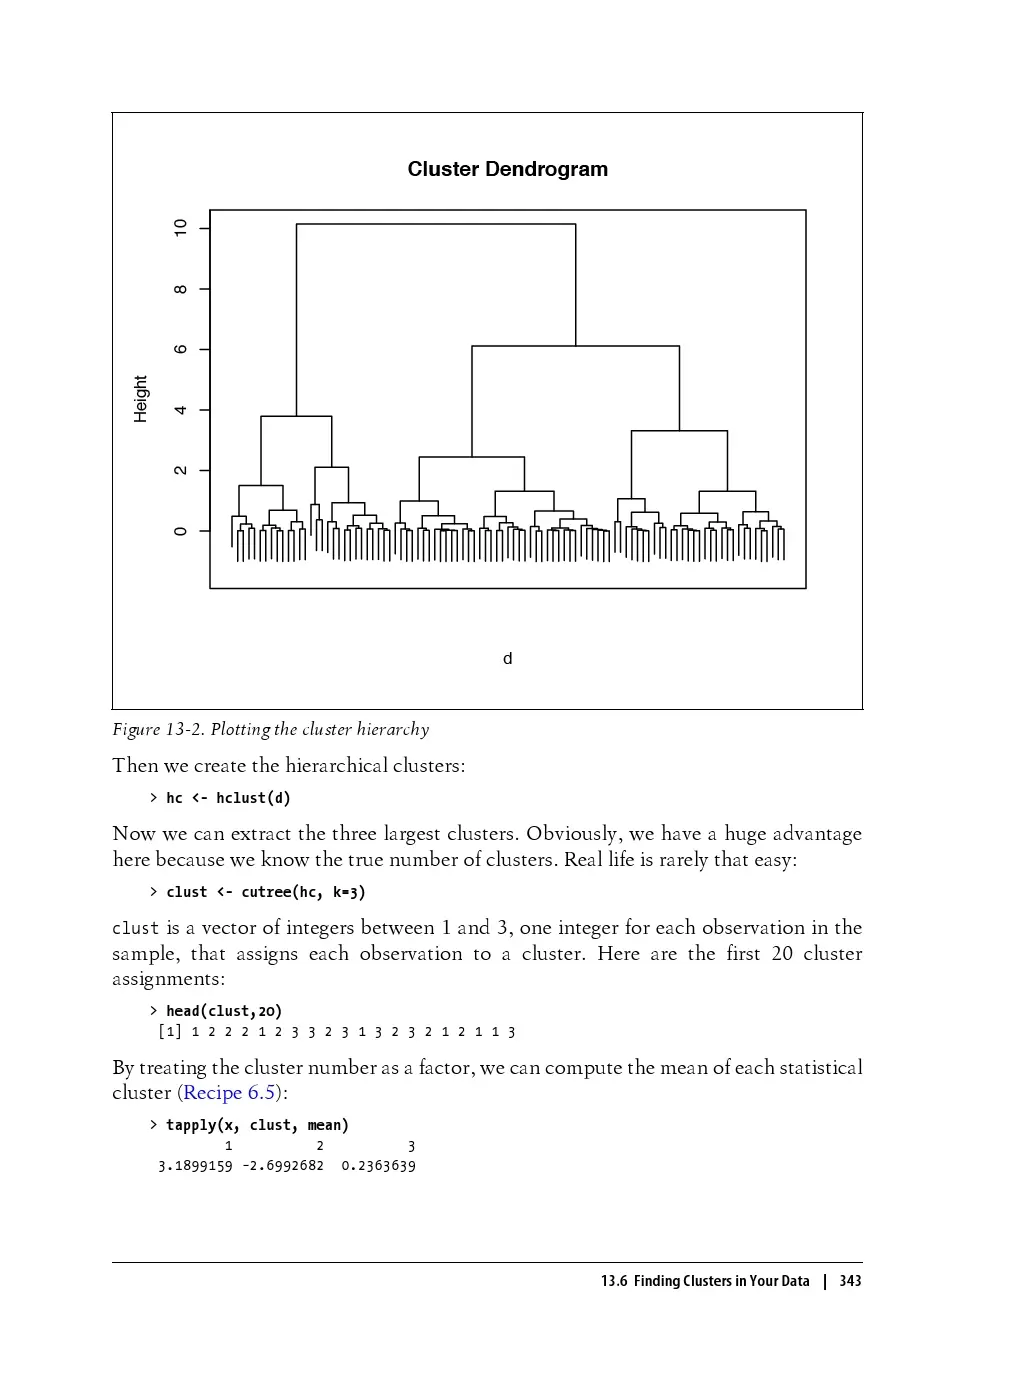 Cluster Dendrogram
10
8
6
4
2
0
Height
d
Figure 13-2. Plotting the cluster hierarchy
Then we create the hierarchical clusters:
> hc <- hclust(d)
Now we can extract the three largest clusters. Obviously, we have a huge advantage
here because we know the true number of clusters. Real life is rarely that easy:
> clust <- cutree(hc, k=3)
clust is a vector of integers between 1 and 3, one integer for each observation in the
sample, that assigns each observation to a cluster. Here are the first 20 cluster
assignments:
> head(clust,20)
[1] 1 2 2 2 1 2 3 3 2 3 1 3 2 3 2 1 2 1 1 3
By treating the cluster number as a factor, we can compute the mean of each statistical
cluster (Recipe 6.5):
> tapply(x, clust, mean)
1 2 3
3.1899159 -2.6992682 0.2363639
13.6 Finding Clusters in Your Data | 343